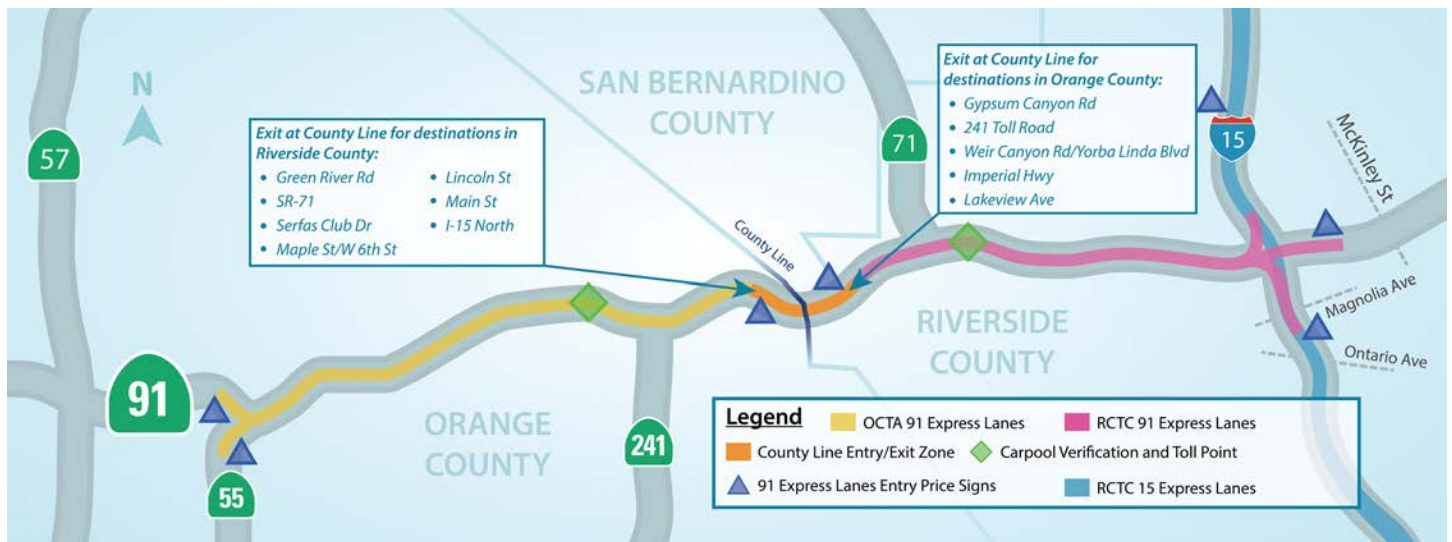 N
57
Exit at County Line for destinations in
Riverside County:
• Green River Rd
• SR-71
• Serfas Club Dr
• Maple St/W 6th St
• Lincoln St
• Main St
• I-15 North
SAN BERNARDINO
COUNTY
71
Exit at County Line for
destinations in Orange County:
• Gypsum Canyon Rd
• 241 Toll Road
• Weir Canyon Rd/Yorba Linda Blvd
• Imperial Hwy
• Lakeview Ave
15
McKinley St
County Line
Magnolia Ave
Ontario Ave
RIVERSIDE
COUNTY
91
ORANGE
COUNTY
241
55
Legend
OCTA 91 Express Lanes
RCTC 91 Express Lanes
County Line Entry/Exit Zone
Carpool Verification and Toll Point
91 Express Lanes Entry Price Signs
RCTC 15 Express Lanes